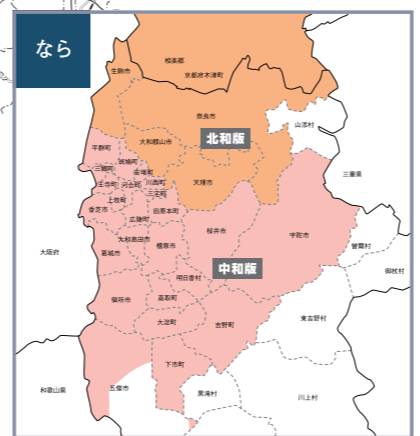 なら
相楽郡
生駒市
京都府木津町
奈良市
山添村
大和郡山市
北和版
平群町
三重県
斑鳩町
三郷町
安堵町
天理市
王寺町
河合町
川西町
三宅町
上牧町
香芝市
田原本町
広陵町
桜井市
宇陀市
大和高田市
橿原市
大阪府
葛城市
曽爾村
中和版
御杖村
明日香村
御所市
高取町
大淀町
吉野町
東吉野村
下市町
和歌山県
五條市
黒滝村
川上村